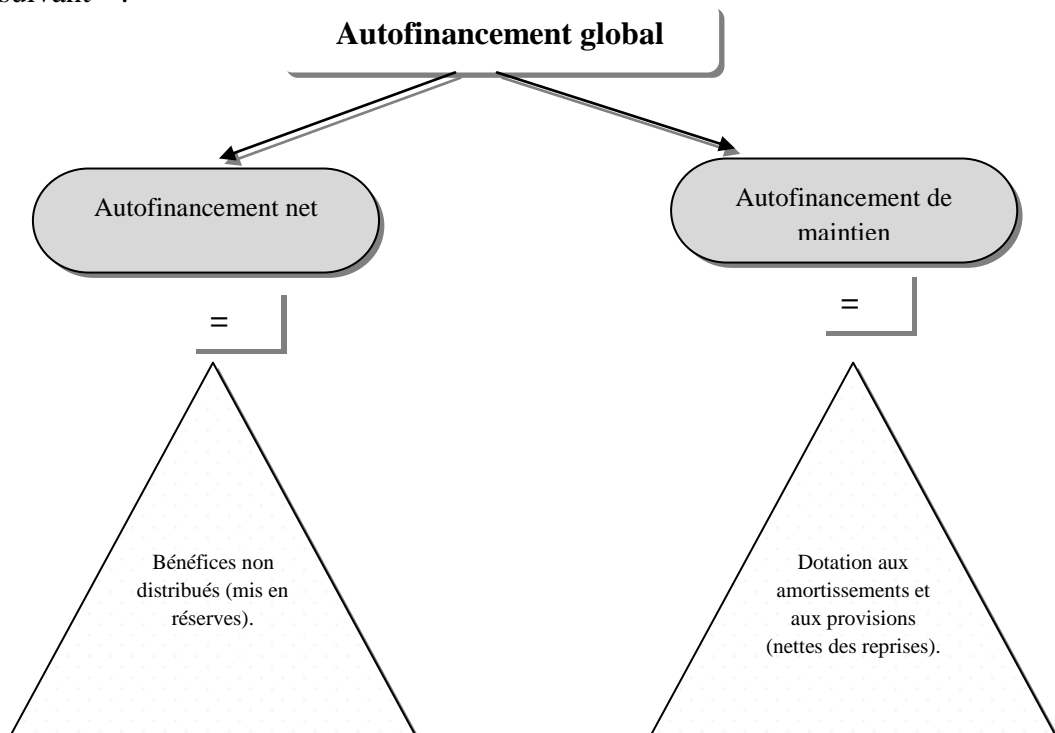 Autofinancement global
Autofinancement net
Autofinancement de
maintien
=
=
Bénéfices non
distribués (mis en
réserves).
Dotation aux
amortissements et
aux provisions
(nettes des reprises).